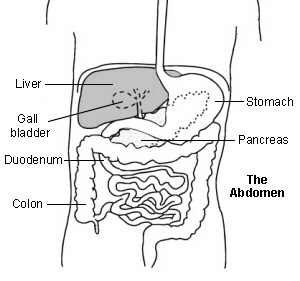 Liver
Gall
bladder
Duodenum
Colon
Stomach
Pancreas
The
Abdomen